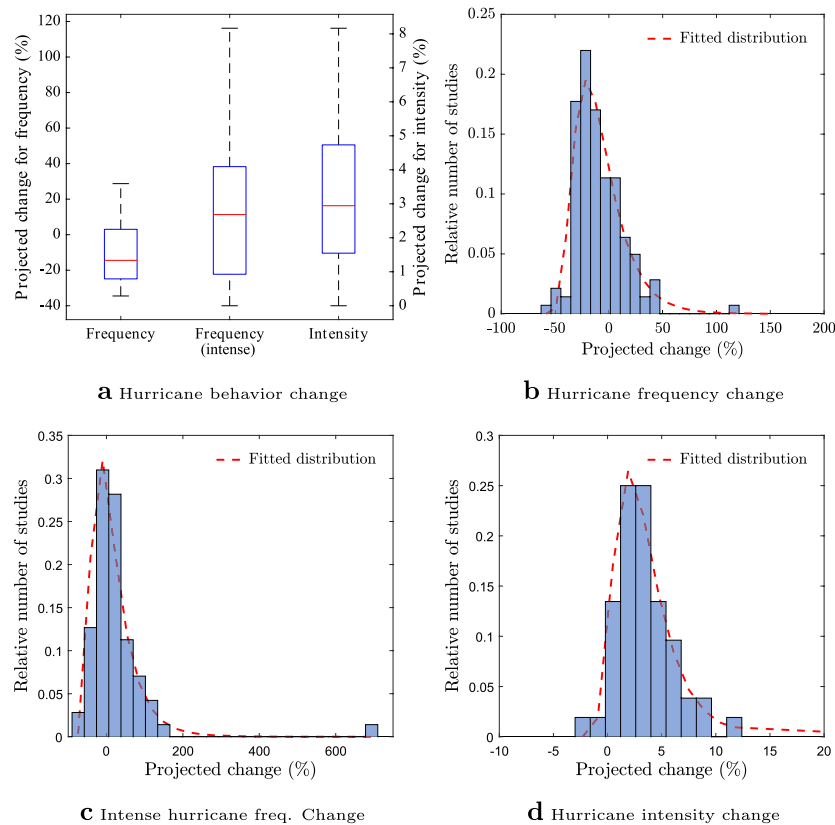 Projected change for frequency (%)
120
100
80
60
40
20
0
-20
-40
8
7
6
5
4
3
2
1
0
Projected change for intensity (%)
Frequency
Frequency
(intense)
Intensity
a Hurricane behavior change
Relative number of studies
0.25
0.2
0.15
0.1
0.05
0
Fitted distribution
-100 -50 0 50 100 150 200
Projected change (%)
b Hurricane frequency change
Relative number of studies
0.35
0.3
0.25
0.2
0.15
0.1
0.05
0
Fitted distribution
0 200 400 600
Projected change (%)
c Intense hurricane freq. Change
Relative number of studies
0.3
0.25
0.2
0.15
0.1
0.05
0
Fitted distribution
-10 -5 0 5 10 15 20
Projected change (%)
d Hurricane intensity change